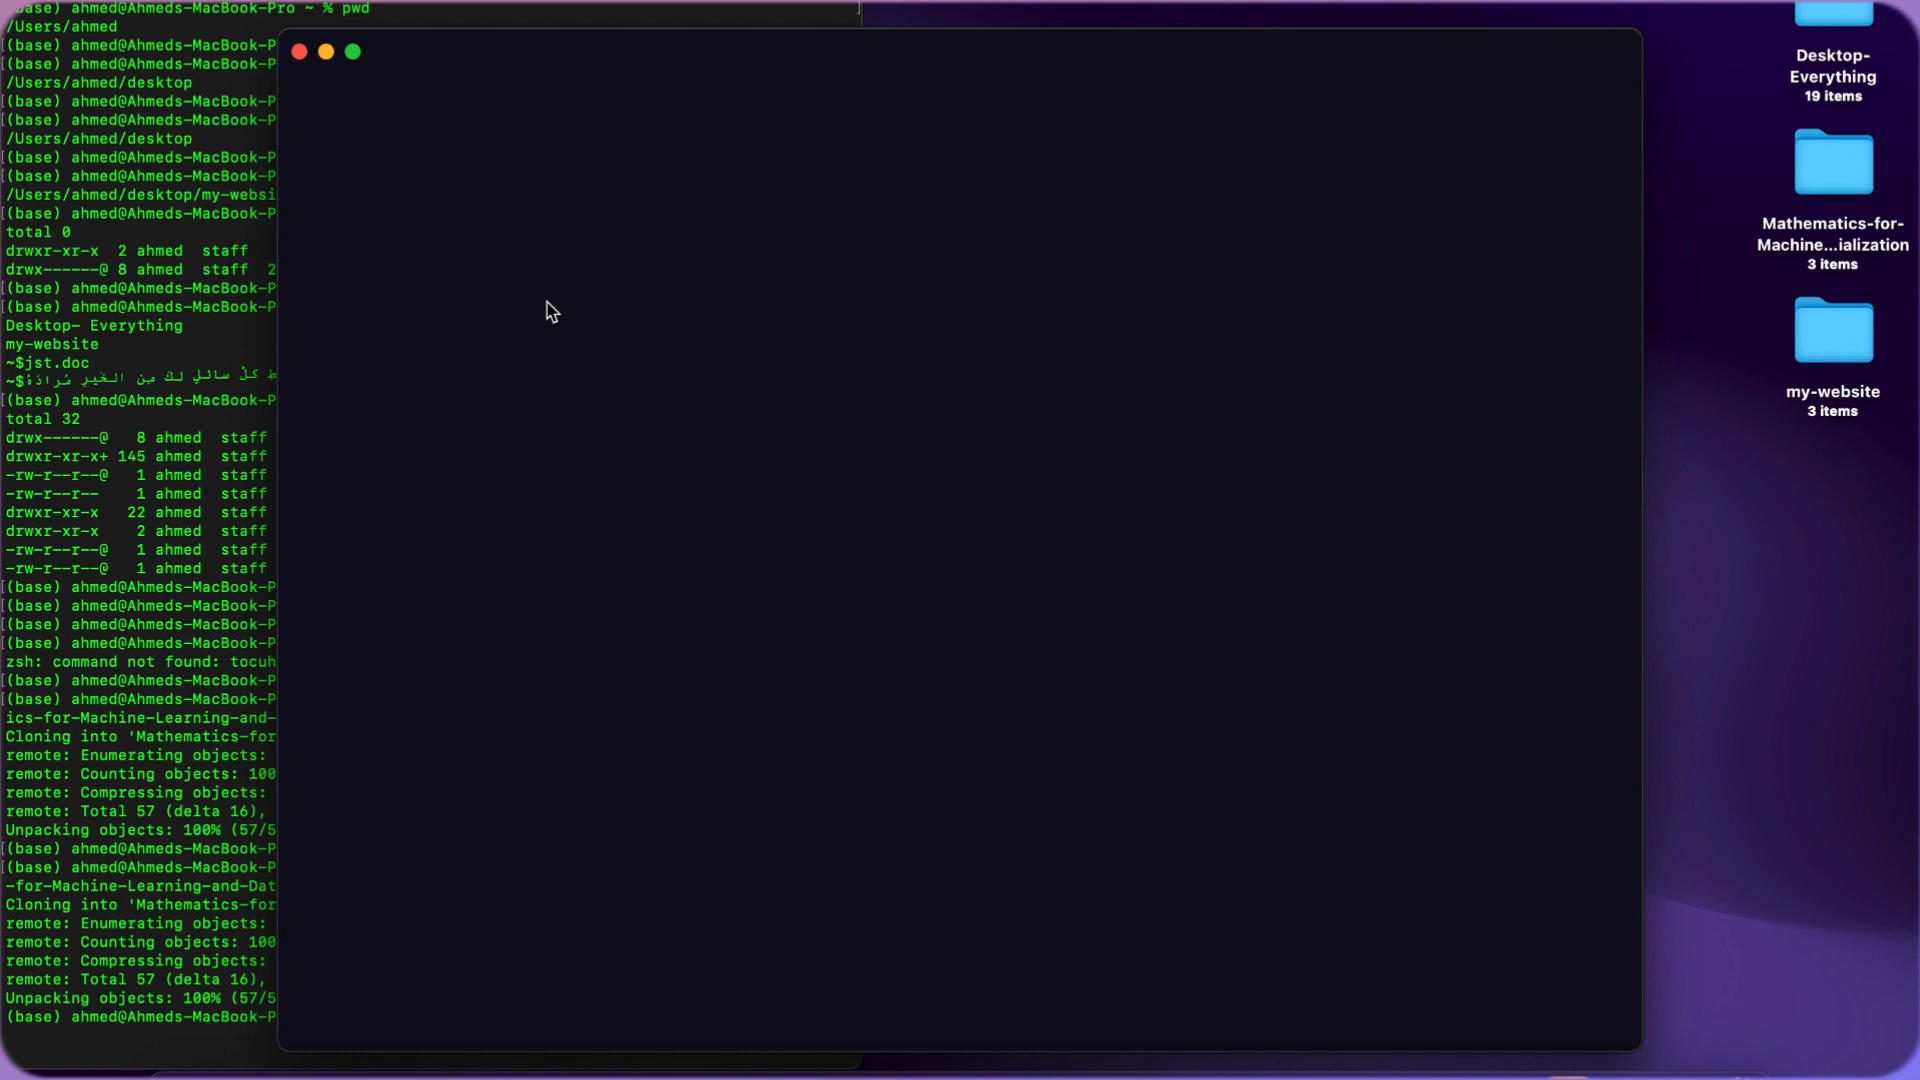 (base) ahmed@Ahmeds-MacBook-Pro ~ % pwd
/Users/ahmed
[(base) ahmed@Ahmeds-MacBook-P
[(base) ahmed@Ahmeds-MacBook-P
/Users/ahmed/desktop
[(base) ahmed@Ahmeds-MacBook-P
[(base) ahmed@Ahmeds-MacBook-P
/Users/ahmed/desktop
[(base) ahmed@Ahmeds-MacBook-P
[(base) ahmed@Ahmeds-MacBook-P
/Users/ahmed/desktop/my-websi
[(base) ahmed@Ahmeds-MacBook-P
total 0
drwxr-xr-x  2 ahmed  staff
drwx------@ 8 ahmed  staff  2
[(base) ahmed@Ahmeds-MacBook-P
[(base) ahmed@Ahmeds-MacBook-P
Desktop- Everything
my-website
~$jst.doc
~$طِ كلَّ سائلٍ لكَ مِن الخَيرِ مُرادَهُ
[(base) ahmed@Ahmeds-MacBook-P
total 32
drwx------@   8 ahmed  staff
drwxr-xr-x+ 145 ahmed  staff
-rw-r--r--@   1 ahmed  staff
-rw-r--r--    1 ahmed  staff
drwxr-xr-x   22 ahmed  staff
drwxr-xr-x    2 ahmed  staff
-rw-r--r--@   1 ahmed  staff
-rw-r--r--@   1 ahmed  staff
[(base) ahmed@Ahmeds-MacBook-P
[(base) ahmed@Ahmeds-MacBook-P
[(base) ahmed@Ahmeds-MacBook-P
[(base) ahmed@Ahmeds-MacBook-P
zsh: command not found: tocuh
[(base) ahmed@Ahmeds-MacBook-P
[(base) ahmed@Ahmeds-MacBook-P
ics-for-Machine-Learning-and-
Cloning into 'Mathematics-for
remote: Enumerating objects:
remote: Counting objects: 100
remote: Compressing objects:
remote: Total 57 (delta 16),
Unpacking objects: 100% (57/5
[(base) ahmed@Ahmeds-MacBook-P
[(base) ahmed@Ahmeds-MacBook-P
-for-Machine-Learning-and-Dat
Cloning into 'Mathematics-for
remote: Enumerating objects:
remote: Counting objects: 100
remote: Compressing objects:
remote: Total 57 (delta 16),
Unpacking objects: 100% (57/5
(base) ahmed@Ahmeds-MacBook-P
Desktop-
Everything
19 items
Mathematics-for-
Machine...ialization
3 items
my-website
3 items